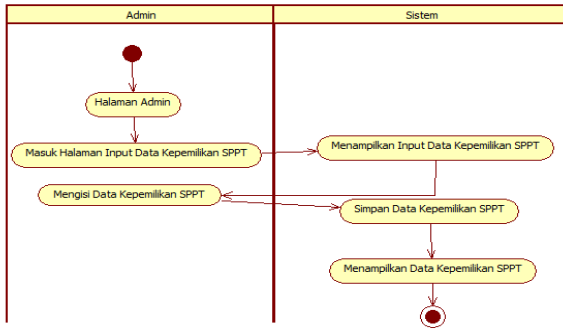 Admin
Sistem
Halaman Admin
Masuk Halaman Input Data Kepemilikan SPPT
Menampilkan Input Data Kepemilikan SPPT
Mengisi Data Kepemilikan SPPT
Simpan Data Kepemilikan SPPT
Menampilkan Data Kepemilikan SPPT